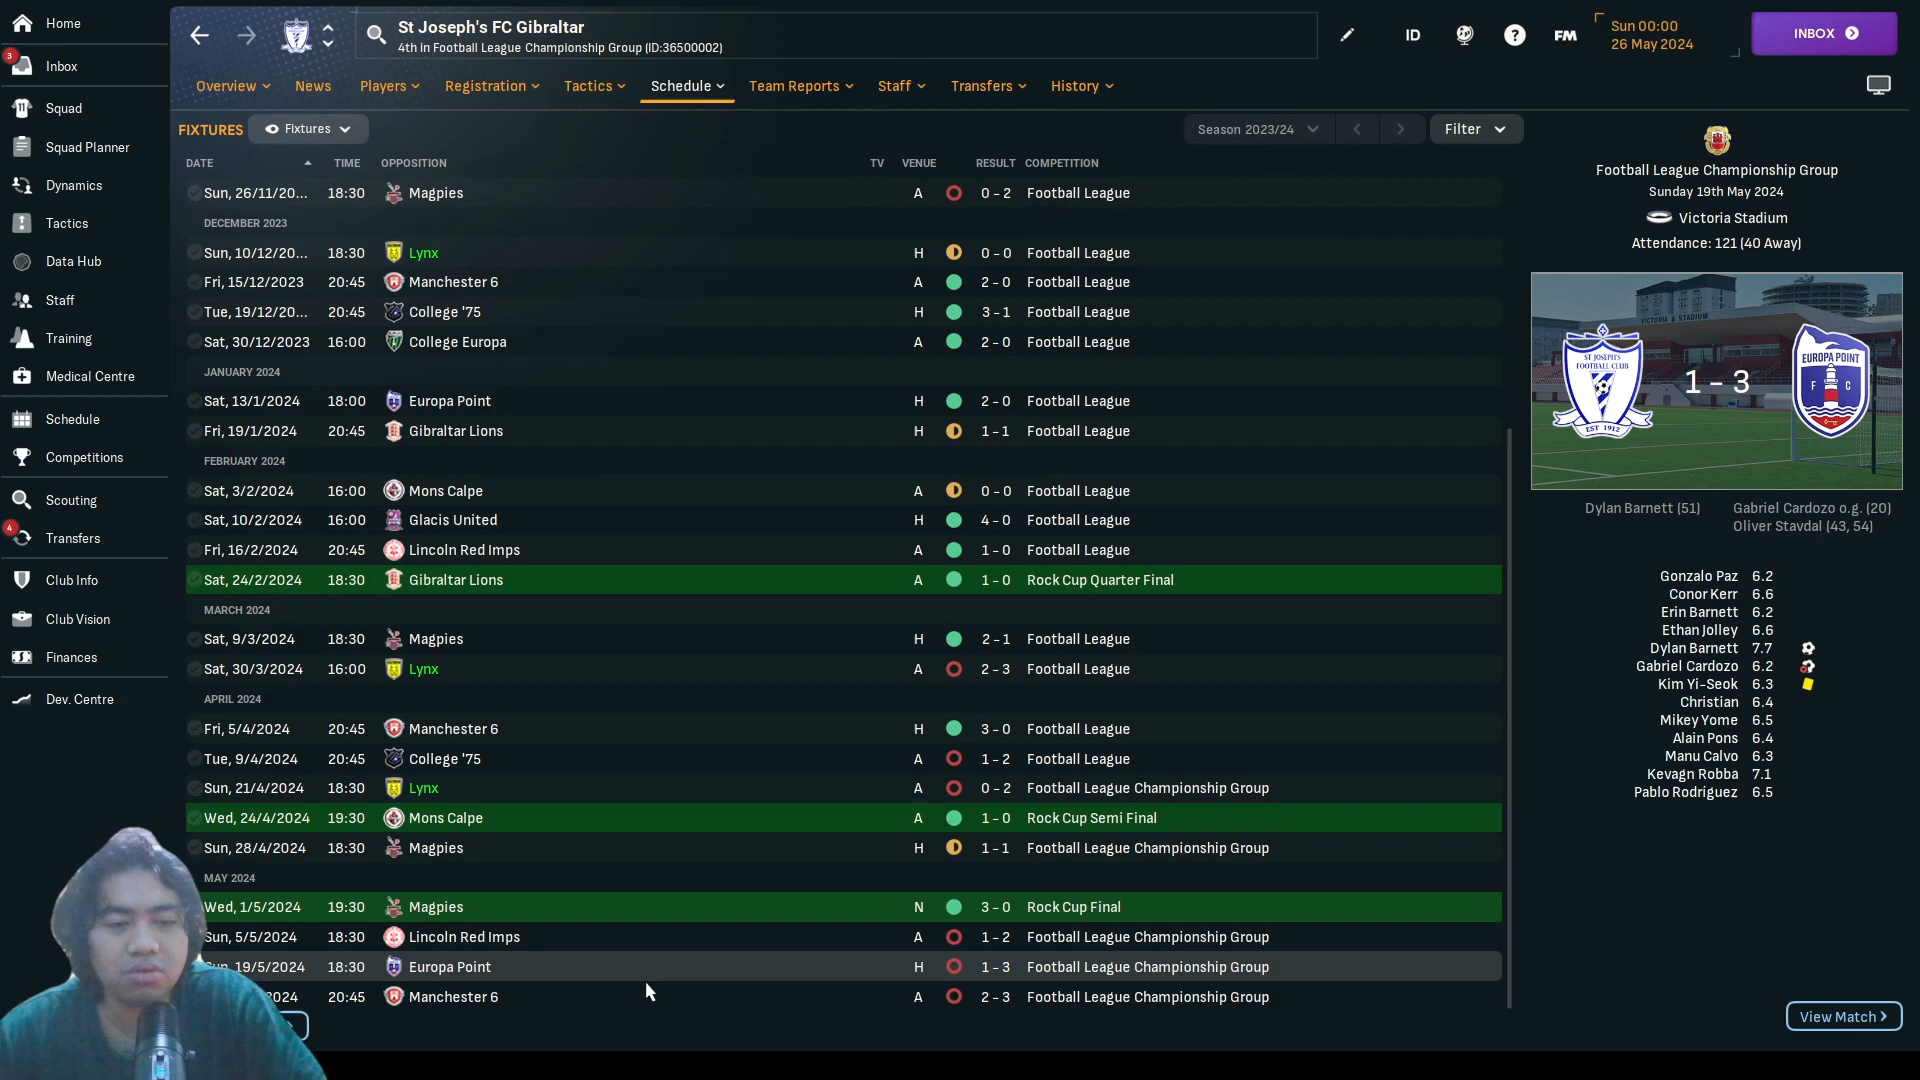 Home
3
Inbox
Squad
Squad Planner
Dynamics
Tactics
Data Hub
Staff
Training
Medical Centre
Schedule
Competitions
Scouting
4
Transfers
Club Info
Club Vision
Finances
Dev. Centre
St Joseph's FC Gibraltar
4th in Football League Championship Group (ID:36500002)
ID
?
FM
Sun 00:00
26 May 2024
INBOX
Overview
News
Players
Registration
Tactics
Schedule
Team Reports
Staff
Transfers
History
FIXTURES
Fixtures
Season 2023/24
Filter
DATE TIME OPPOSITION TV VENUE RESULT COMPETITION
Sun, 26/11/20... 18:30 Magpies A 0 - 2 Football League
DECEMBER 2023
Sun, 10/12/20... 18:30 Lynx H 0 - 0 Football League
Fri, 15/12/2023 20:45 Manchester 6 A 2 - 0 Football League
Tue, 19/12/20... 20:45 College '75 H 3 - 1 Football League
Sat, 30/12/2023 16:00 College Europa A 2 - 0 Football League
JANUARY 2024
Sat, 13/1/2024 18:00 Europa Point H 2 - 0 Football League
Fri, 19/1/2024 20:45 Gibraltar Lions H 1 - 1 Football League
FEBRUARY 2024
Sat, 3/2/2024 16:00 Mons Calpe A 0 - 0 Football League
Sat, 10/2/2024 16:00 Glacis United H 4 - 0 Football League
Fri, 16/2/2024 20:45 Lincoln Red Imps A 1 - 0 Football League
Sat, 24/2/2024 18:30 Gibraltar Lions A 1 - 0 Rock Cup Quarter Final
MARCH 2024
Sat, 9/3/2024 18:30 Magpies H 2 - 1 Football League
Sat, 30/3/2024 16:00 Lynx A 2 - 3 Football League
APRIL 2024
Fri, 5/4/2024 20:45 Manchester 6 H 3 - 0 Football League
Tue, 9/4/2024 20:45 College '75 A 1 - 2 Football League
Sun, 21/4/2024 18:30 Lynx A 0 - 2 Football League Championship Group
Wed, 24/4/2024 19:30 Mons Calpe A 1 - 0 Rock Cup Semi Final
Sun, 28/4/2024 18:30 Magpies H 1 - 1 Football League Championship Group
MAY 2024
Wed, 1/5/2024 19:30 Magpies N 3 - 0 Rock Cup Final
Sun, 5/5/2024 18:30 Lincoln Red Imps A 1 - 2 Football League Championship Group
19/5/2024 18:30 Europa Point H 1 - 3 Football League Championship Group
20:45 Manchester 6 A 2 - 3 Football League Championship Group
Football League Championship Group
Sunday 19th May 2024
Victoria Stadium
Attendance: 121 (40 Away)
VICTORIA STADIUM
ST JOSEPH'S
FOOTBALL CLUB
EST 1912
1 - 3
EUROPA POINT
F C
Dylan Barnett (51)
Gabriel Cardozo o.g. (20)
Oliver Stavdal (43, 54)
Gonzalo Paz 6.2
Conor Kerr 6.6
Erin Barnett 6.2
Ethan Jolley 6.6
Dylan Barnett 7.7
Gabriel Cardozo 6.2
Kim Yi-Seok 6.3
Christian 6.4
Mikey Yome 6.5
Alain Pons 6.4
Manu Calvo 6.3
Kevagn Robba 7.1
Pablo Rodríguez 6.5
View Match